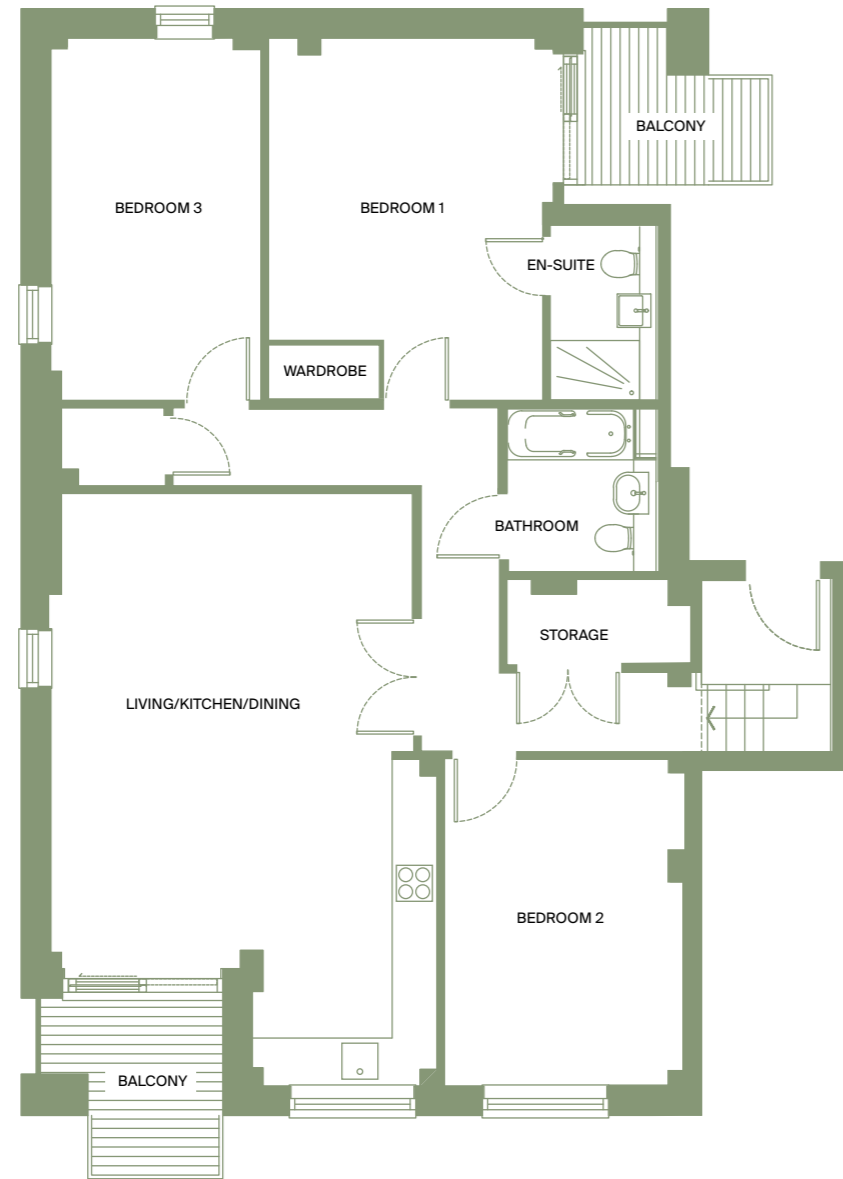 BALCONY
BEDROOM 3
BEDROOM 1
EN-SUITE
WARDROBE
BATHROOM
STORAGE
LIVING/KITCHEN/DINING
BEDROOM 2
BALCONY